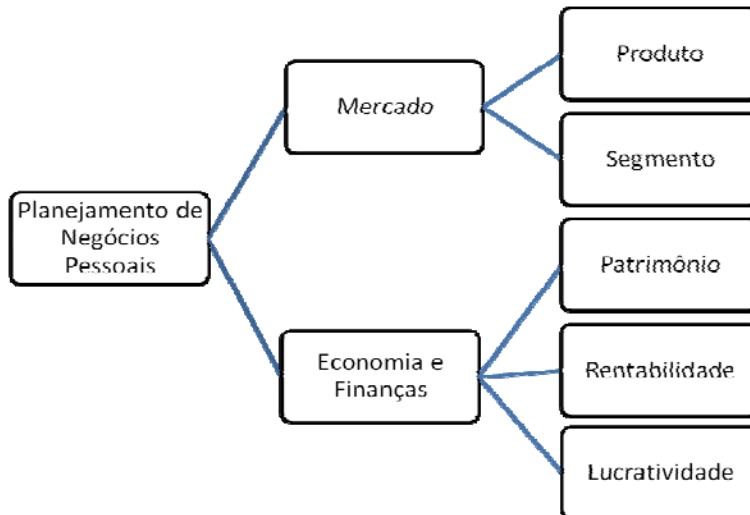 Planejamento de
Negócios
Pessoais
Mercado
Produto
Segmento
Economia e
Finanças
Patrimônio
Rentabilidade
Lucratividade